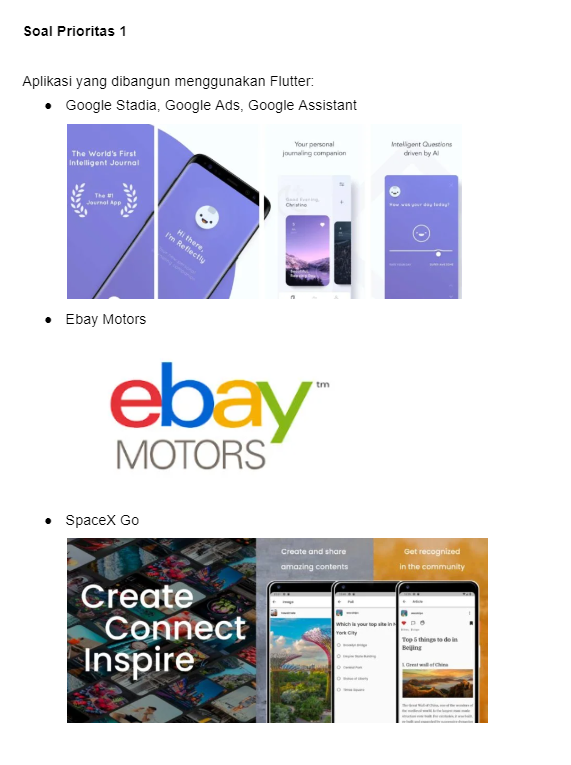 Soal Prioritas 1
Aplikasi yang dibangun menggunakan Flutter:
● Google Stadia, Google Ads, Google Assistant
The World's First
Intelligent Journal
The #1
Journal App
Hi there,
I'm Reflectly
Your personal
journaling companion
Good Evening,
Christina
Intelligent Questions
driven by AI
How was your day today?
● Ebay Motors
ebay tm
MOTORS
● SpaceX Go
Create
Connect
Inspire
Create and share
amazing contents
Get recognized
in the community
Which is your top site in
York City
Top 5 things to do in
Beijing
1. Great wall of China